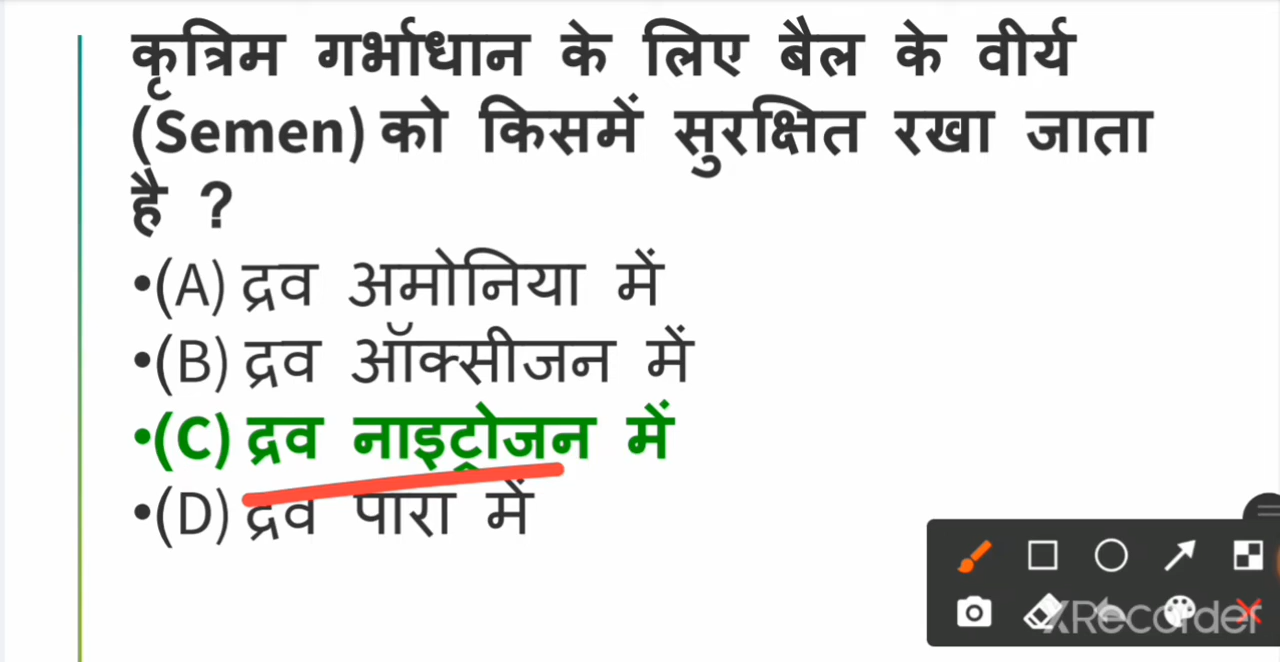 कृत्रिम गर्भाधान के लिए बैल के वीर्य
(Semen) को किसमें सुरक्षित रखा जाता
है ?
•(A) द्रव अमोनिया में
•(B) द्रव ऑक्सीजन में
•(C) द्रव नाइट्रोजन में
•(D) द्रव पारा में
XRecorder